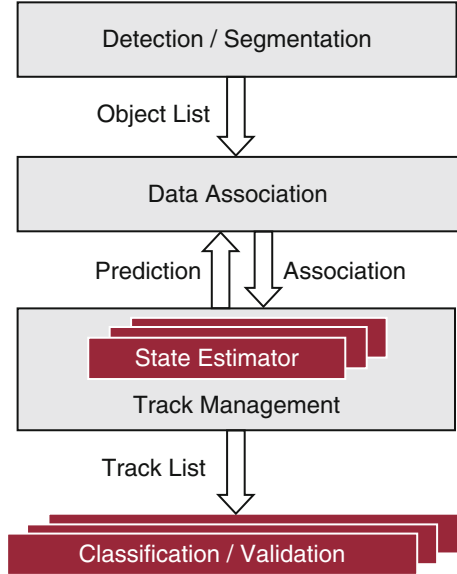 Detection / Segmentation
Object List
Data Association
Prediction
Association
State Estimator
Track Management
Track List
Classification / Validation